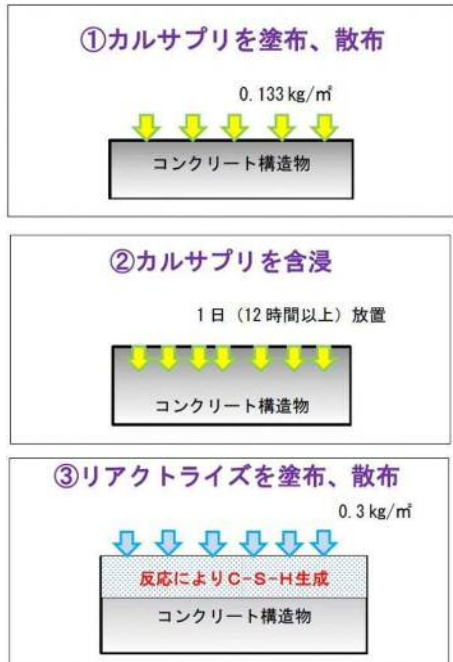 ①カルサプリを塗布、散布
0.133㎏/㎡
コンクリート構造物
②カルサプリを含浸
1日（12時間以上）放置
コンクリート構造物
③リアクトライズを塗布、散布
0.3㎏/㎡
反応によりC-S-H生成
コンクリート構造物